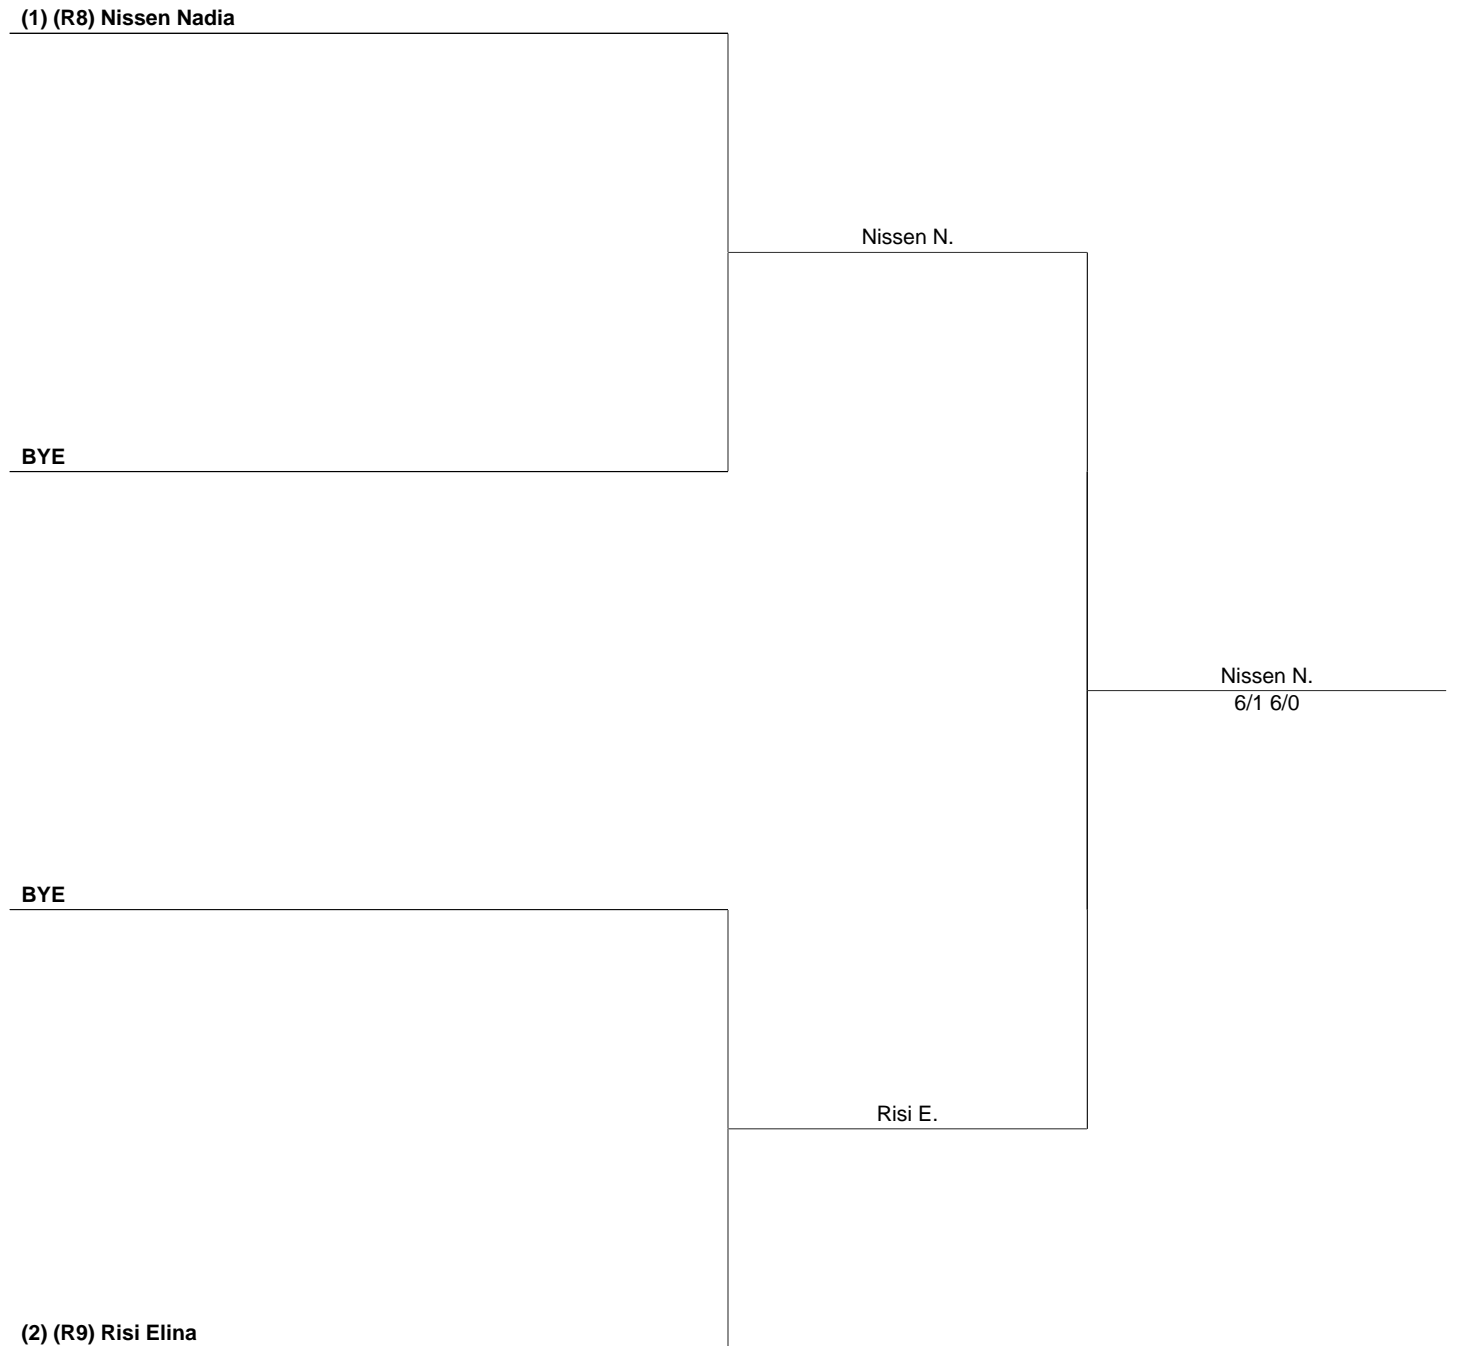 (1) (R8) Nissen Nadia
Nissen N.
BYE
Nissen N.
6/1 6/0
BYE
Risi E.
(2) (R9) Risi Elina